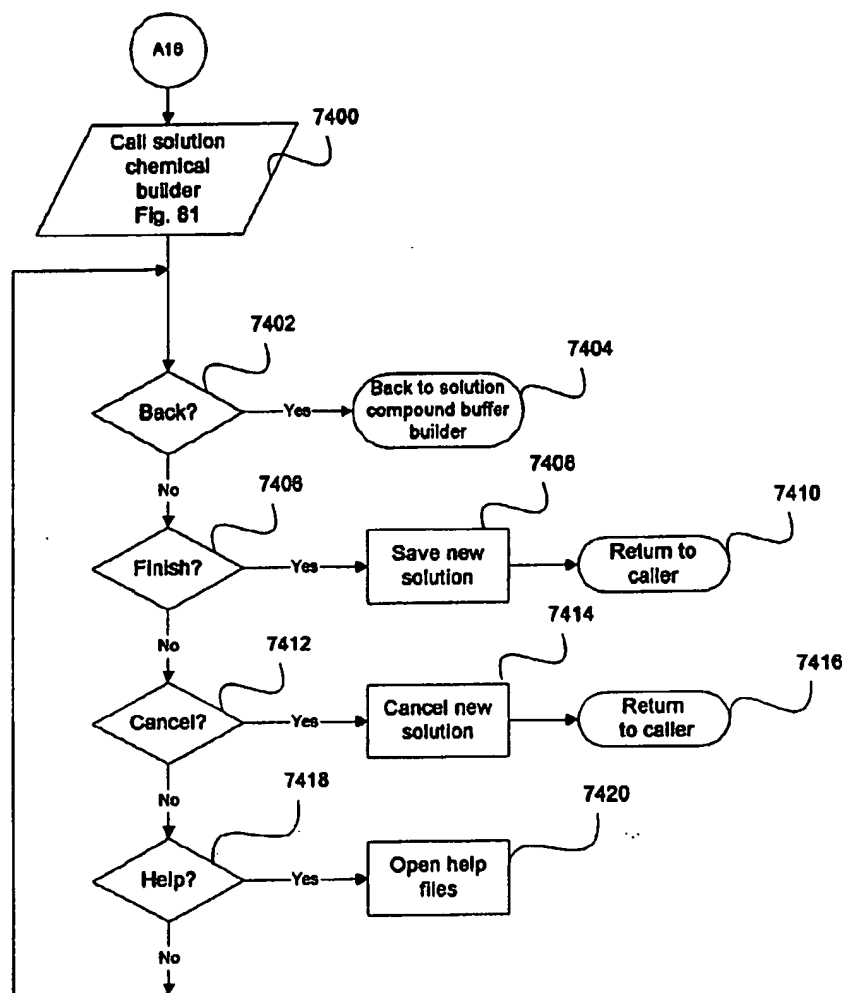 A16
Call solution
chemical
builder
Fig. 81
7400
7402
Back?
Yes
Back to solution
compound buffer
builder
7404
No
7406
Finish?
Yes
Save new
solution
7408
Return to
caller
7410
No
7412
Cancel?
Yes
Cancel new
solution
7414
Return
to caller
7416
No
7418
Help?
Yes
Open help
files
7420
No